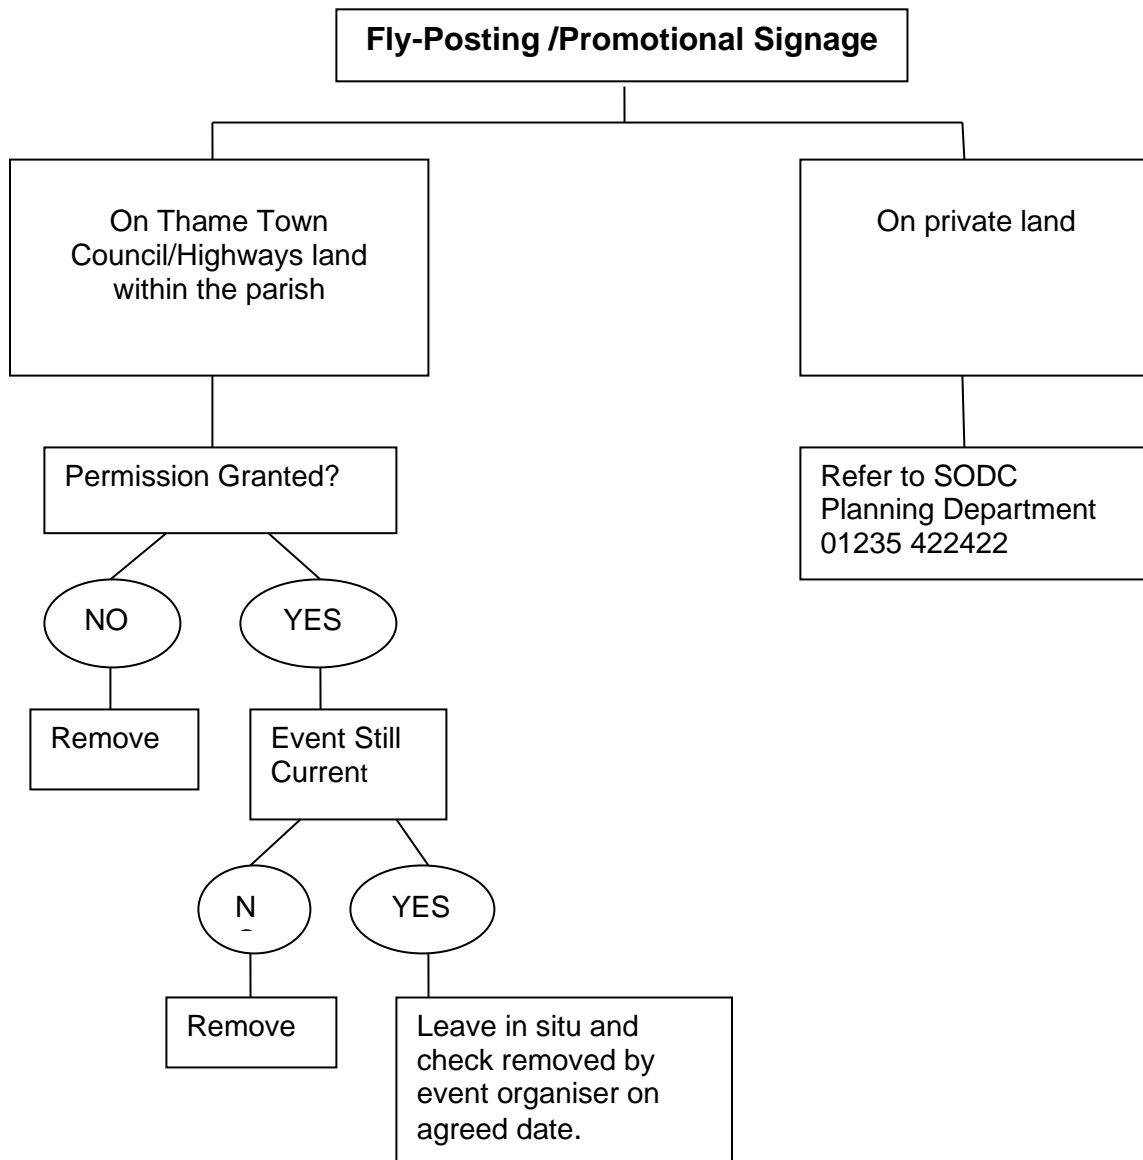 Fly-Posting /Promotional Signage
On Thame Town
Council/Highways land
within the parish
On private land
Permission Granted?
Refer to SODC
Planning Department
01235 422422
NO
YES
Remove
Event Still
Current
N
YES
Remove
Leave in situ and
check removed by
event organiser on
agreed date.